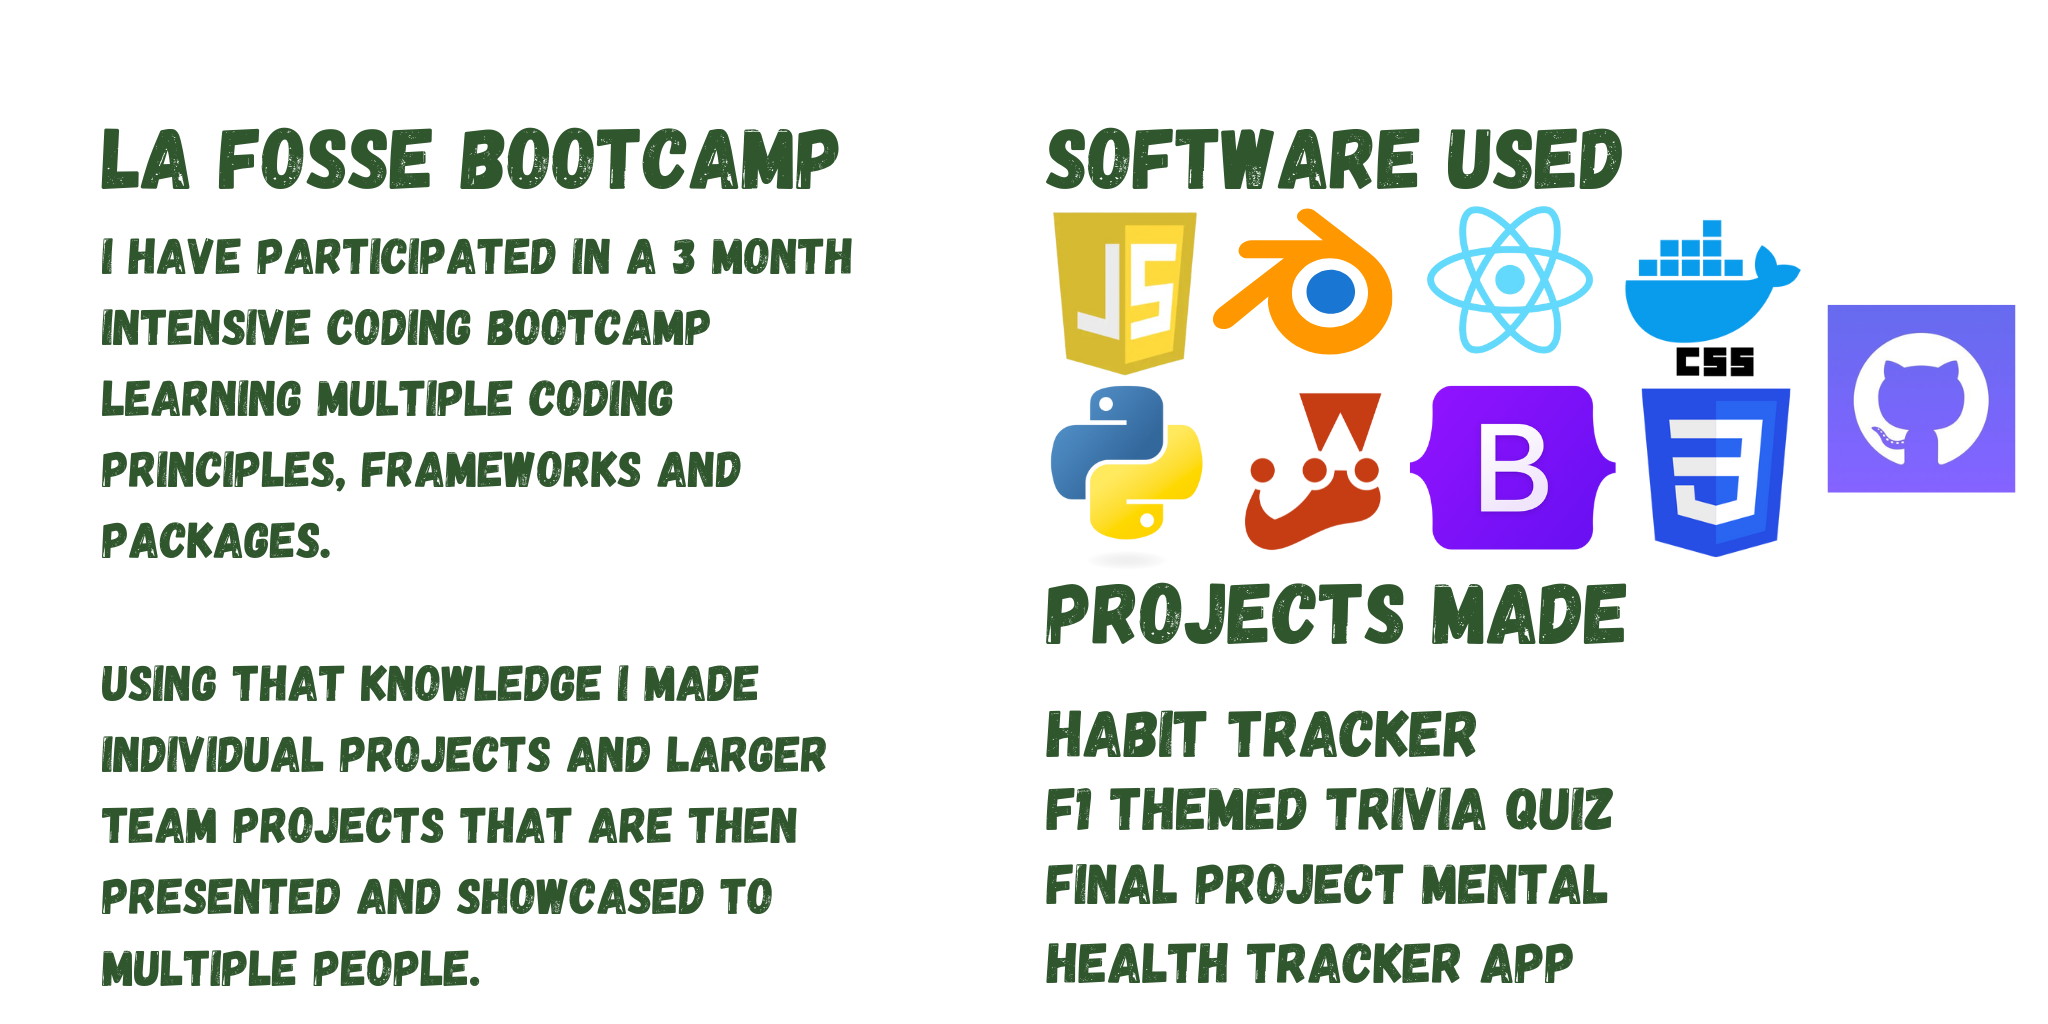 LA FOSSE BOOTCAMP
I HAVE PARTICIPATED IN A 3 MONTH
INTENSIVE CODING BOOTCAMP
LEARNING MULTIPLE CODING
PRINCIPLES, FRAMEWORKS AND
PACKAGES.
USING THAT KNOWLEDGE I MADE
INDIVIDUAL PROJECTS AND LARGER
TEAM PROJECTS THAT ARE THEN
PRESENTED AND SHOWCASED TO
MULTIPLE PEOPLE.
SOFTWARE USED
JS
CSS
B
3
PROJECTS MADE
HABIT TRACKER
F1 THEMED TRIVIA QUIZ
FINAL PROJECT MENTAL
HEALTH TRACKER APP